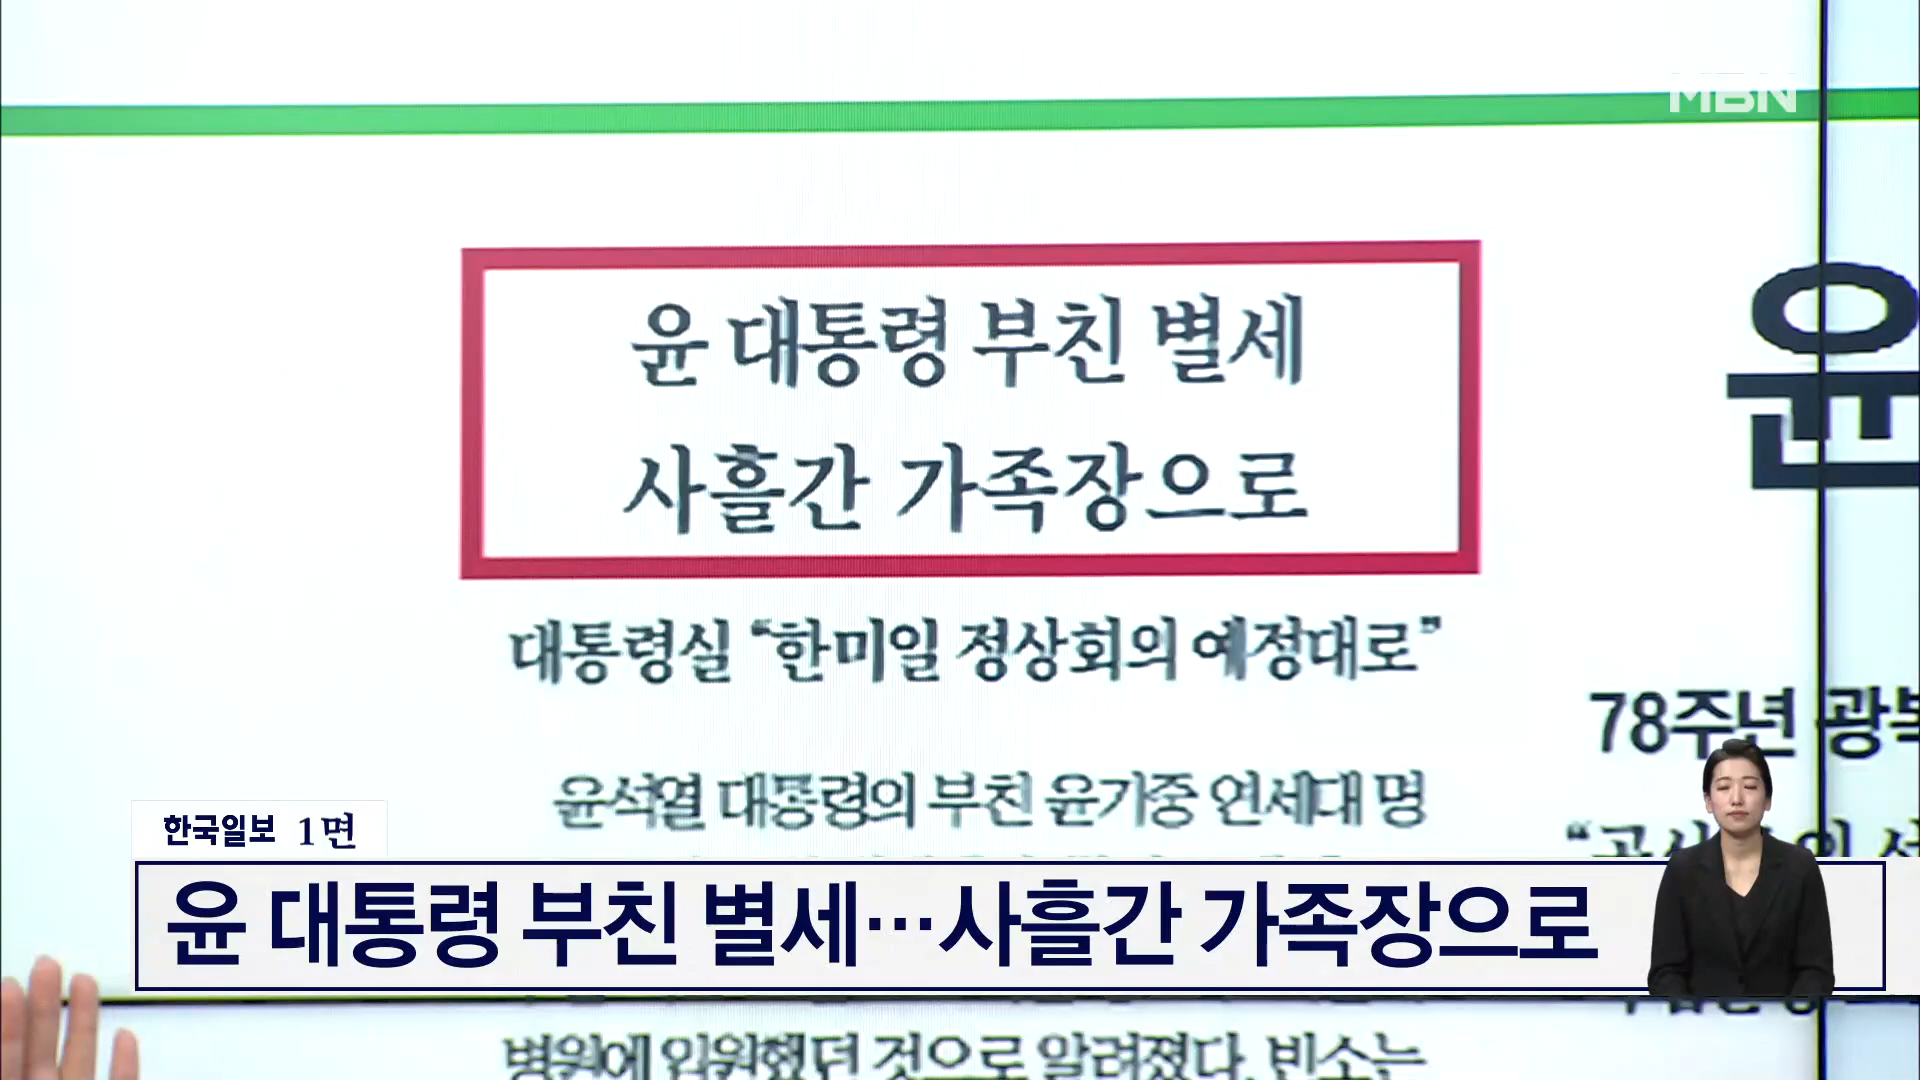 MBN
윤 대통령 부친 별세
사흘간 가족장으로
대통령실 “한미일 정상회의 예정대로”
윤석열 대통령의 부친 윤기중 연세대 명
병원에 입원했던 것으로 알려졌다. 빈소는
윤
78주년 광복
한국일보 1면
윤 대통령 부친 별세…사흘간 가족장으로